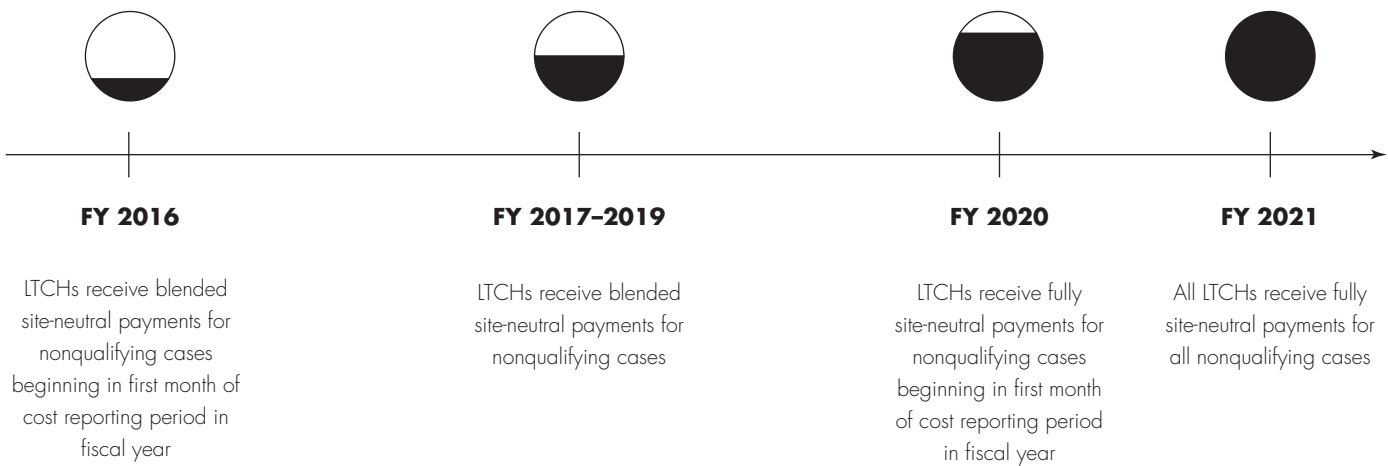 FY 2016
LTCHs receive blended
site-neutral payments for
nonqualifying cases
beginning in first month of
cost reporting period in
fiscal year
FY 2017–2019
LTCHs receive blended
site-neutral payments for
nonqualifying cases
FY 2020
LTCHs receive fully
site-neutral payments for
nonqualifying cases
beginning in first month
of cost reporting period
in fiscal year
FY 2021
All LTCHs receive fully
site-neutral payments for
all nonqualifying cases